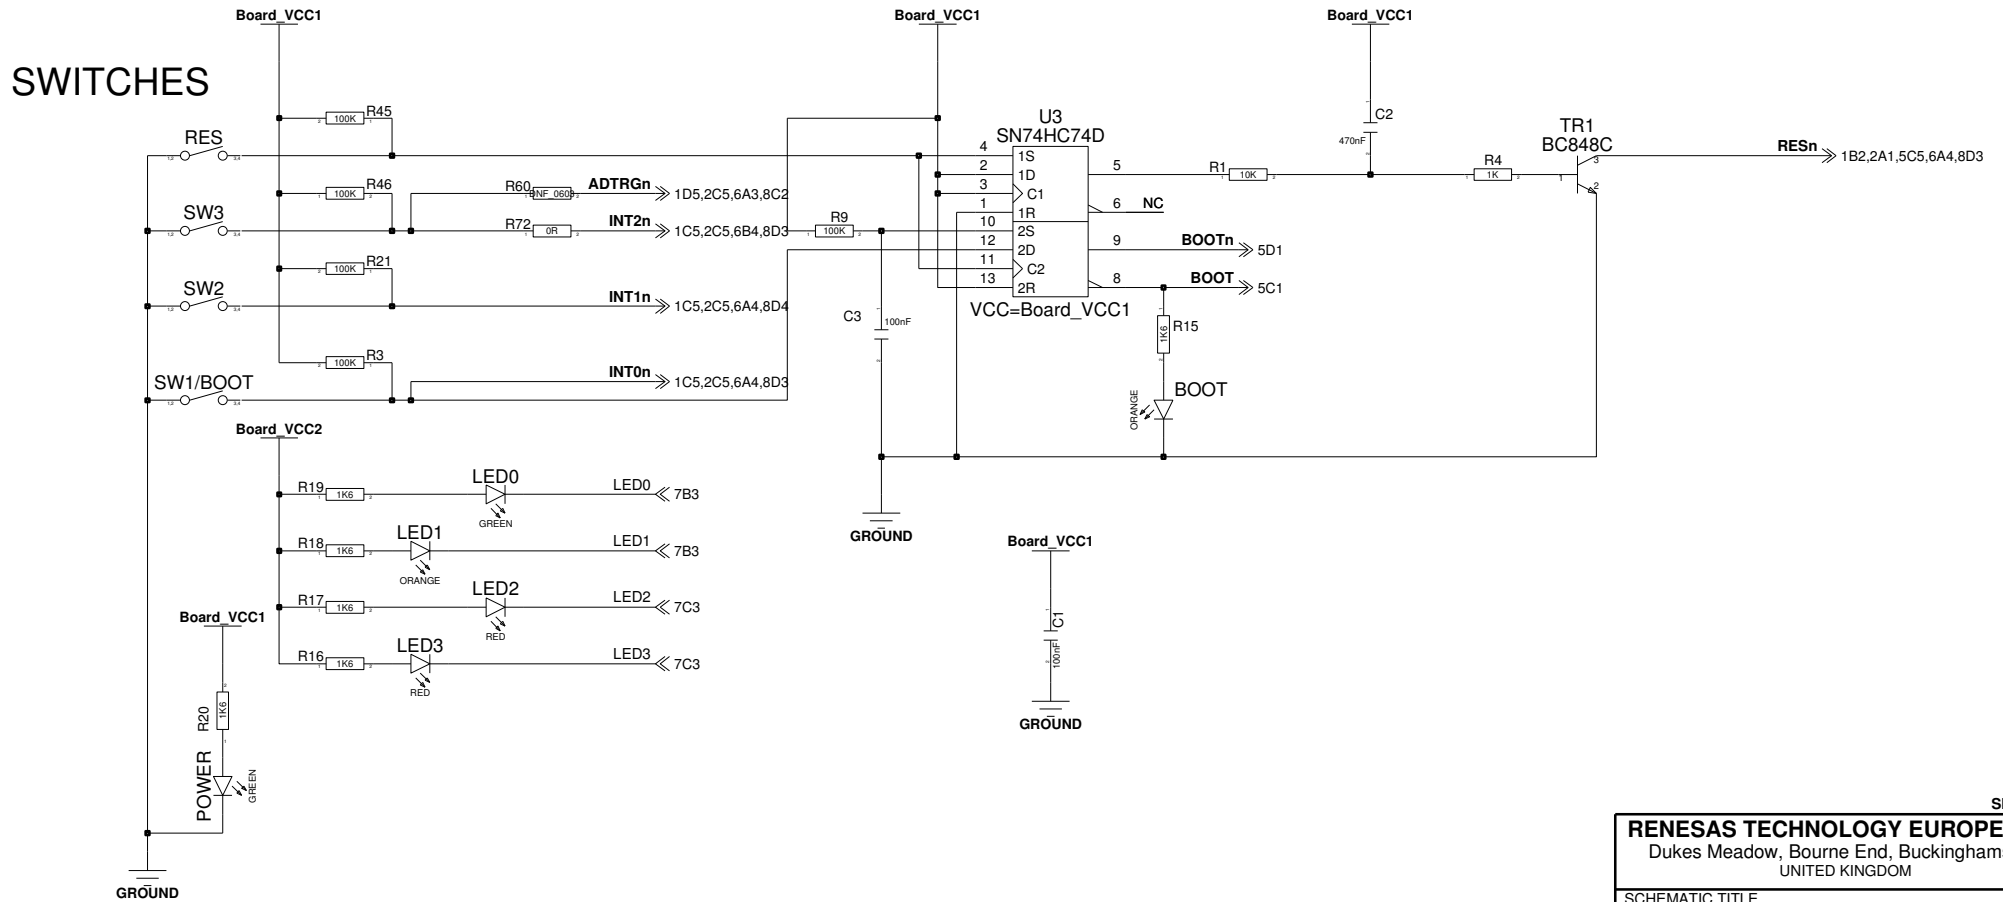 Board_VCC1
Board_VCC1
Board_VCC1
SWITCHES
R45
100K
RES
R46
100K
R60
DNF_0603
ADTRGn
1D5,2C5,6A3,8C2
SW3
R72
0R
INT2n
1C5,2C5,6B4,8D3
R21
100K
SW2
INT1n
1C5,2C5,6A4,8D4
R3
100K
SW1/BOOT
INT0n
1C5,2C5,6A4,8D3
R9
100K
C3
100nF
U3
SN74HC74D
4
1S
2
1D
3
C1
1
1R
10
2S
12
2D
11
C2
13
2R
5
6
NC
9
BOOTn
5D1
8
BOOT
5C1
VCC=Board_VCC1
R1
10K
C2
470nF
R4
1K
TR1
BC848C
1
2
3
RESn
1B2,2A1,5C5,6A4,8D3
R15
1K6
BOOT
ORANGE
GROUND
Board_VCC2
R19
1K6
LED0
GREEN
LED0
7B3
R18
1K6
LED1
ORANGE
LED1
7B3
R17
1K6
LED2
RED
LED2
7C3
R16
1K6
LED3
RED
LED3
7C3
Board_VCC1
R20
1K6
POWER
GREEN
GROUND
Board_VCC1
C1
100nF
GROUND
RENESAS TECHNOLOGY EUROPE
Dukes Meadow, Bourne End, Buckinghams
UNITED KINGDOM
SCHEMATIC TITLE